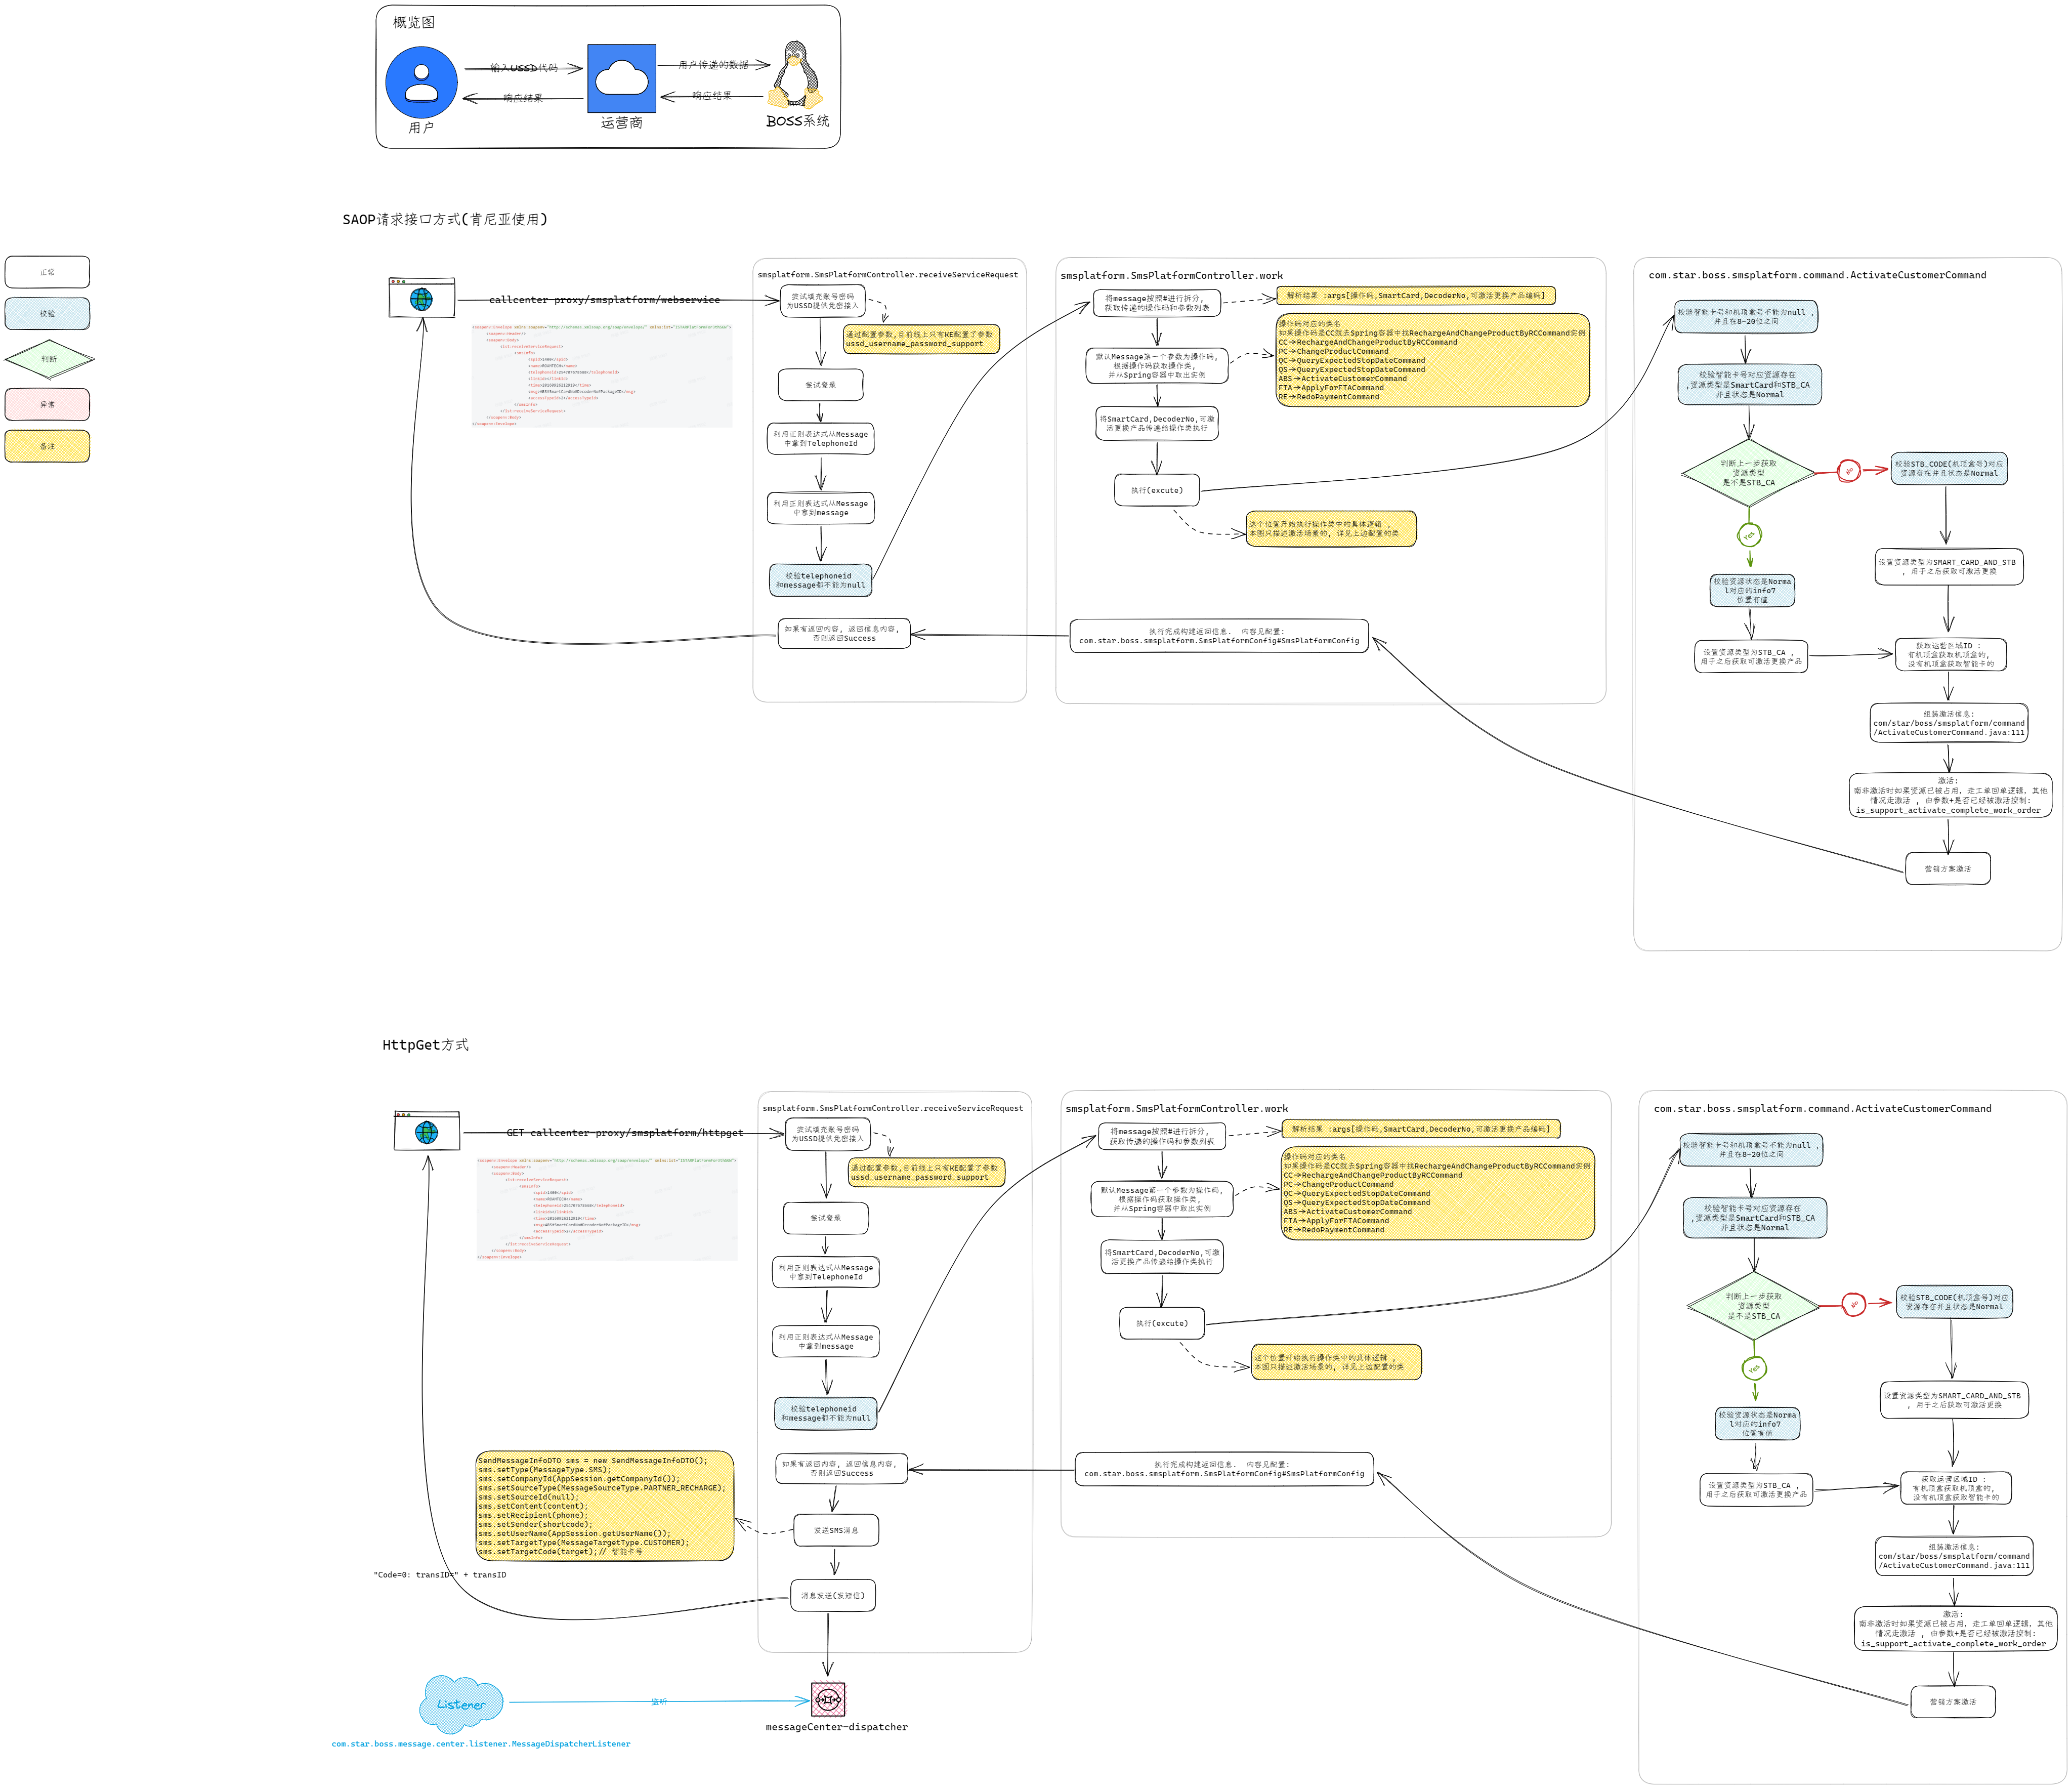 概览图
输入USSD代码
响应结果
用户传递的数据
响应结果
用户
运营商
BOSS系统
SAOP请求接口方式(肯尼亚使用)
正常
校验
判断
异常
备注
callcenter-proxy/smsplatform/webservice
smsplatform.SmsPlatformController.receiveServiceRequest
尝试填充账号密码
为USSD提供免密接入
通过配置参数,目前线上只有KE配置了参数
ussd_username_password_support
尝试登录
利用正则表达式从Message
中拿到TelephoneId
利用正则表达式从Message
中拿到message
校验telephoneid
和message都不能为null
如果有返回内容, 返回信息内容,
否则返回Success
smsplatform.SmsPlatformController.work
将message按照#进行拆分,
获取传递的操作码和参数列表
解析结果 :args[操作码,SmartCard,DecoderNo,可激活更换产品编码]
默认Message第一个参数为操作码,
根据操作码获取操作类,
并从Spring容器中取出实例
操作码对应的类名
如果操作码是CC就去Spring容器中找RechargeAndChangeProductByRCCommand实例
CC->RechargeAndChangeProductByRCCommand
PC->ChangeProductCommand
QC->QueryExpectedStopDateCommand
QS->QueryExpectedStopDateCommand
ABS->ActivateCustomerCommand
FTA->ApplyForFTACommand
RE->RedoPaymentCommand
将SmartCard,DecoderNo,可激
活更换产品传递给操作类执行
执行(excute)
这个位置开始执行操作类中的具体逻辑 ,
本图只描述激活场景的, 详见上边配置的类
执行完成构建返回信息. 内容见配置:
com.star.boss.smsplatform.SmsPlatformConfig#SmsPlatformConfig
com.star.boss.smsplatform.command.ActivateCustomerCommand
校验智能卡号和机顶盒号不能为null ,
并且在8-20位之间
校验智能卡号对应资源存在
,资源类型是SmartCard和STB_CA
并且状态是Normal
判断上一步获取
资源类型
是不是STB_CA
No
校验STB_CODE(机顶盒号)对应
资源存在并且状态是Normal
Yes
设置资源类型为SMART_CARD_AND_STB
, 用于之后获取可激活更换
校验资源状态是Norma
l对应的info7
位置有值
设置资源类型为STB_CA ,
用于之后获取可激活更换产品
获取运营区域ID :
有机顶盒获取机顶盒的,
没有机顶盒获取智能卡的
组装激活信息:
com/star/boss/smsplatform/command
/ActivateCustomerCommand.java:111
激活:
南非激活时如果资源已被占用, 走工单回单逻辑, 其他
情况走激活 , 由参数+是否已经被激活控制:
is_support_activate_complete_work_order
营销方案激活
HttpGet方式
GET callcenter-proxy/smsplatform/httpget
smsplatform.SmsPlatformController.receiveServiceRequest
尝试填充账号密码
为USSD提供免密接入
通过配置参数,目前线上只有KE配置了参数
ussd_username_password_support
尝试登录
利用正则表达式从Message
中拿到TelephoneId
利用正则表达式从Message
中拿到message
校验telephoneid
和message都不能为null
如果有返回内容, 返回信息内容,
否则返回Success
发送SMS消息
消息发送(发短信)
SendMessageInfoDTO sms = new SendMessageInfoDTO();
sms.setType(MessageType.SMS);
sms.setCompanyId(AppSession.getCompanyId());
sms.setSourceType(MessageSourceType.PARTNER_RECHARGE);
sms.setSourceId(null);
sms.setContent(content);
sms.setRecipient(phone);
sms.setSender(shortcode);
sms.setUserName(AppSession.getUserName());
sms.setTargetType(MessageTargetType.CUSTOMER);
sms.setTargetCode(target);// 智能卡号
"Code=0: transID=" + transID
Listener
监听
messageCenter-dispatcher
com.star.boss.message.center.listener.MessageDispatcherListener
smsplatform.SmsPlatformController.work
将message按照#进行拆分,
获取传递的操作码和参数列表
解析结果 :args[操作码,SmartCard,DecoderNo,可激活更换产品编码]
默认Message第一个参数为操作码,
根据操作码获取操作类,
并从Spring容器中取出实例
操作码对应的类名
如果操作码是CC就去Spring容器中找RechargeAndChangeProductByRCCommand实例
CC->RechargeAndChangeProductByRCCommand
PC->ChangeProductCommand
QC->QueryExpectedStopDateCommand
QS->QueryExpectedStopDateCommand
ABS->ActivateCustomerCommand
FTA->ApplyForFTACommand
RE->RedoPaymentCommand
将SmartCard,DecoderNo,可激
活更换产品传递给操作类执行
执行(excute)
这个位置开始执行操作类中的具体逻辑 ,
本图只描述激活场景的, 详见上边配置的类
执行完成构建返回信息. 内容见配置:
com.star.boss.smsplatform.SmsPlatformConfig#SmsPlatformConfig
com.star.boss.smsplatform.command.ActivateCustomerCommand
校验智能卡号和机顶盒号不能为null ,
并且在8-20位之间
校验智能卡号对应资源存在
,资源类型是SmartCard和STB_CA
并且状态是Normal
判断上一步获取
资源类型
是不是STB_CA
No
校验STB_CODE(机顶盒号)对应
资源存在并且状态是Normal
Yes
设置资源类型为SMART_CARD_AND_STB
, 用于之后获取可激活更换
校验资源状态是Norma
l对应的info7
位置有值
设置资源类型为STB_CA ,
用于之后获取可激活更换产品
获取运营区域ID :
有机顶盒获取机顶盒的,
没有机顶盒获取智能卡的
组装激活信息:
com/star/boss/smsplatform/command
/ActivateCustomerCommand.java:111
激活:
南非激活时如果资源已被占用, 走工单回单逻辑, 其他
情况走激活 , 由参数+是否已经被激活控制:
is_support_activate_complete_work_order
营销方案激活